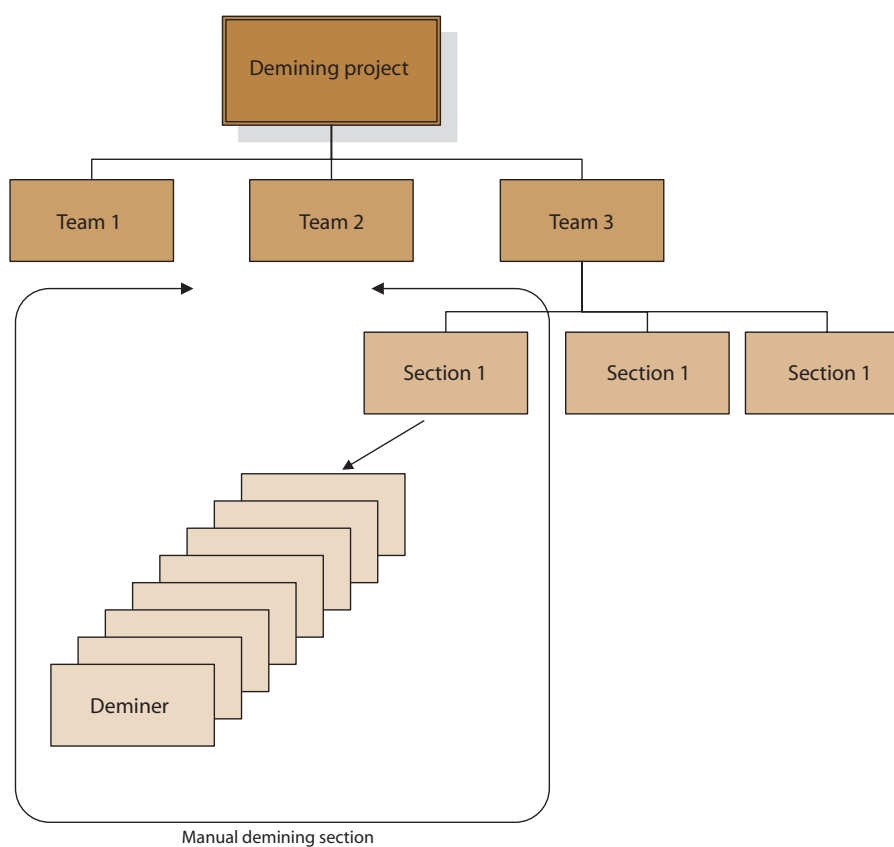 Demining project
Team 1
Team 2
Team 3
Section 1
Section 1
Section 1
Deminer
Manual demining section